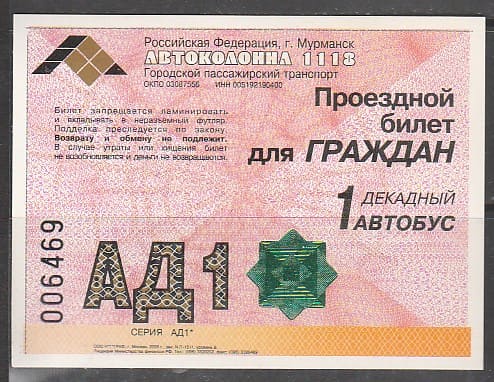 Российская Федерация, г. Мурманск
АВТОКОЛОННА 1118
Городской пассажирский транспорт
ОКПО 03087556 ИНН 005192190400
Билет запрещается ламинировать
и вкладывать в неразъемный футляр.
Подделка преследуется по закону.
Возврату и обмену не подлежит.
В случае утраты или хищения билет
не возобновляется и деньги не возвращаются.
Проездной
билет
для ГРАЖДАН
1 ДЕКАДНЫЙ
АВТОБУС
006469
АД1
СЕРИЯ АД1*